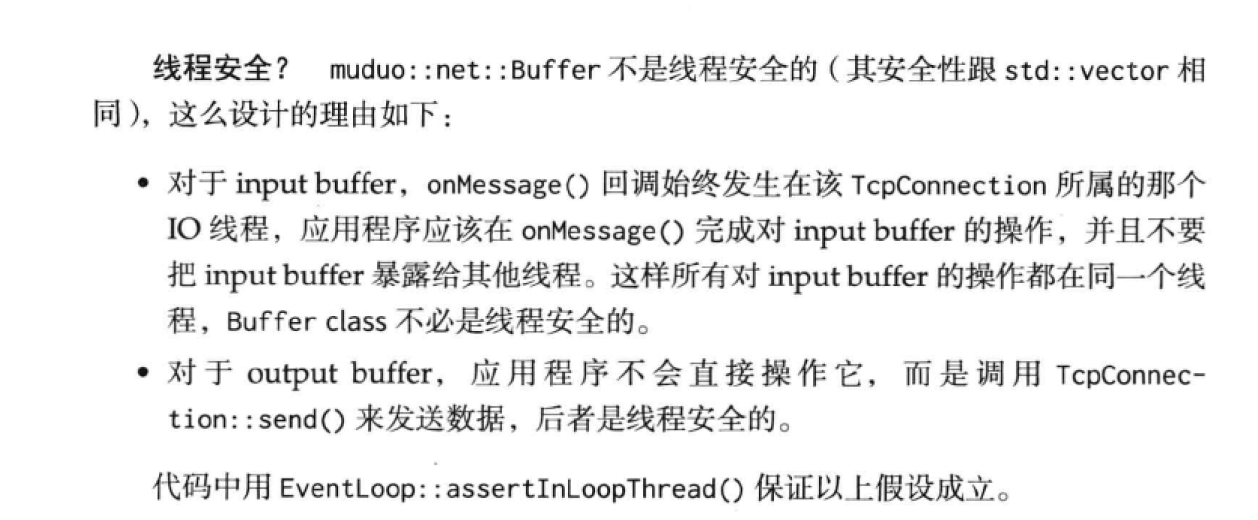 线程安全？ muduo::net::Buffer 不是线程安全的（其安全性跟 std::vector 相
同），这么设计的理由如下：
• 对于 input buffer，onMessage() 回调始终发生在该 TcpConnection 所属的那个
IO 线程，应用程序应该在 onMessage() 完成对 input buffer 的操作，并且不要
把 input buffer 暴露给其他线程。这样所有对 input buffer 的操作都在同一个线
程，Buffer class 不必是线程安全的。
• 对于 output buffer，应用程序不会直接操作它，而是调用 TcpConnec-
tion::send() 来发送数据，后者是线程安全的。
代码中用 EventLoop::assertInLoopThread() 保证以上假设成立。